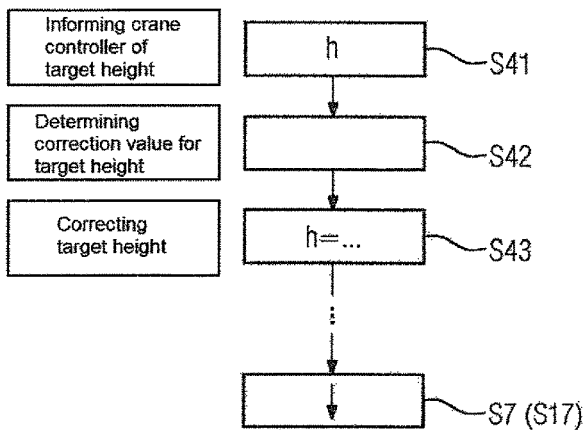 Informing crane
controller of
target height
h
S41
Determining
correction value for
target height
S42
Correcting
target height
h=...
S43
S7 (S17)